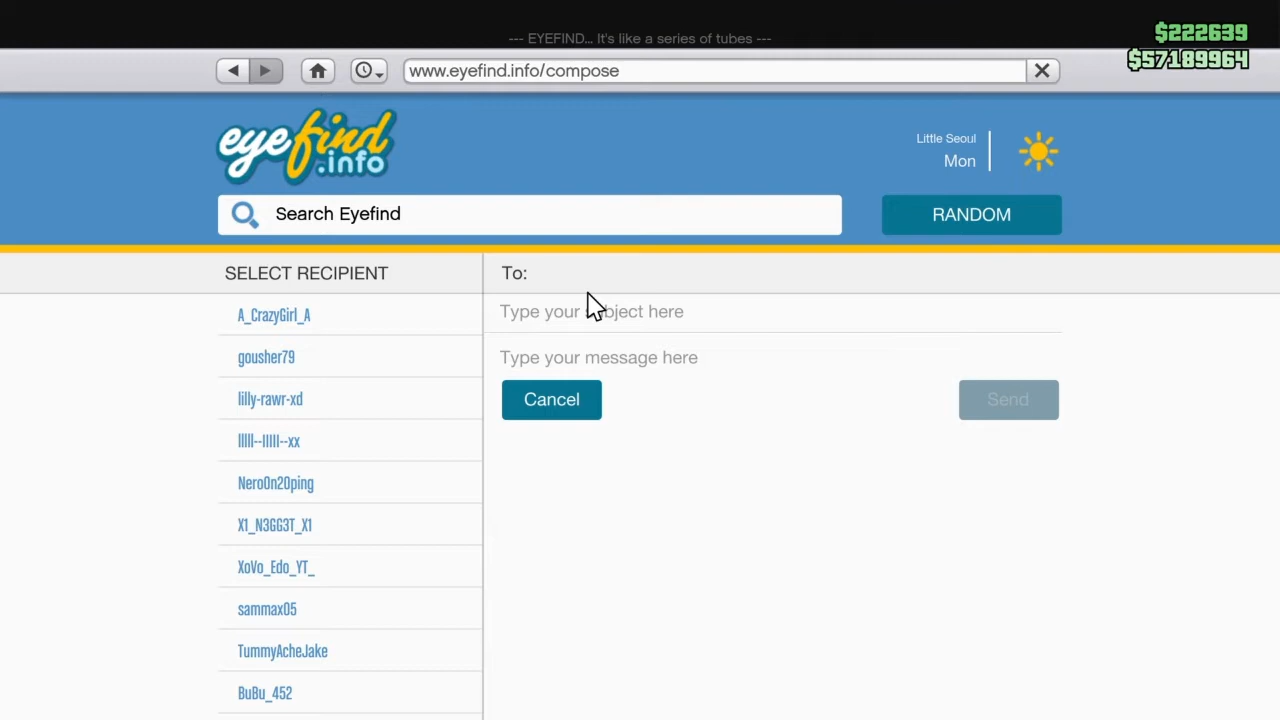 --- EYEFIND... It's like a series of tubes ---
$222639
$57189964
www.eyefind.info/compose
eyefind
.info
Little Seoul
Mon
Search Eyefind
RANDOM
SELECT RECIPIENT
To:
A_CrazyGirl_A
Type your subject here
gousher79
Type your message here
lilly-rawr-xd
Cancel
Send
lllll--lIIII--xx
Nero0n20ping
X1_N3GG3T_X1
XoVo_Edo_YT_
sammax05
TummyAcheJake
BuBu_452